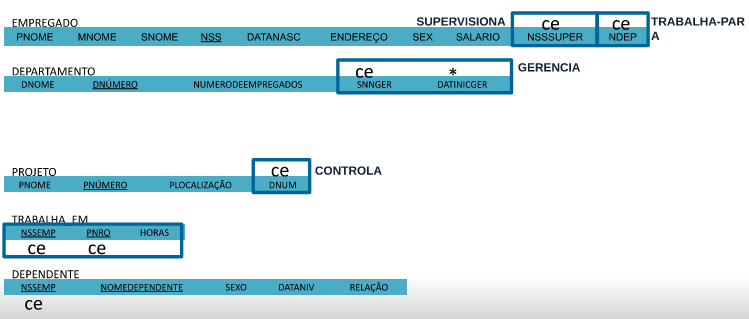 EMPREGADO SUPERVISIONA ce ce TRABALHA-PAR
PNOME MNOME SNOME NSS DATANASC ENDEREÇO SEX SALARIO NSSSUPER NDEP A
DEPARTAMENTO ce * GERENCIA
DNOME DNÚMERO NUMERODEEMPREGADOS SNNGER DATINICGER
PROJETO ce CONTROLA
PNOME PNÚMERO PLOCALIZAÇÃO DNUM
TRABALHA_EM
NSSEMP PNRO HORAS
ce ce
DEPENDENTE
NSSEMP NOMEDEPENDENTE SEXO DATANIV RELAÇÃO
ce